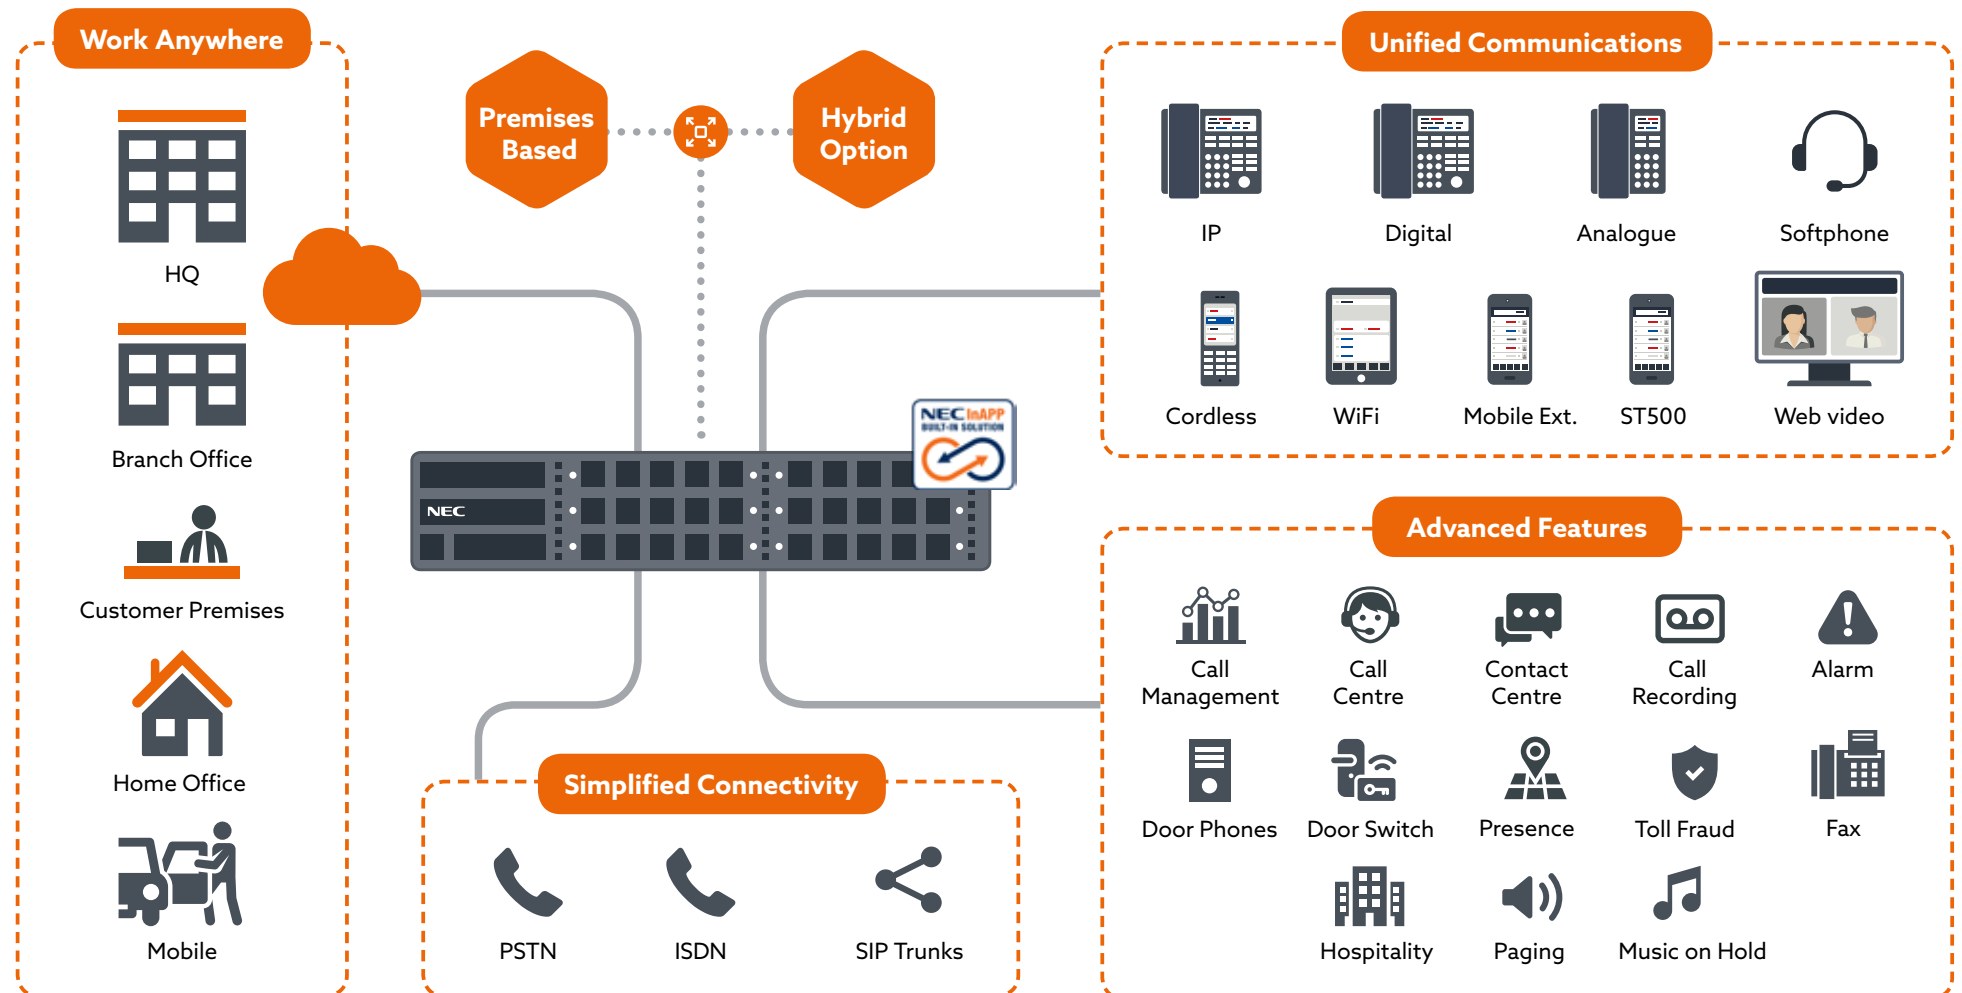 Work Anywhere
HQ
Branch Office
Customer Premises
Home Office
Mobile
Premises
Based
Hybrid
Option
NEC InAPP
BUILT-IN SOLUTION
NEC
Simplified Connectivity
PSTN
ISDN
SIP Trunks
Unified Communications
IP
Digital
Analogue
Softphone
Cordless
WiFi
Mobile Ext.
ST500
Web video
Advanced Features
Call
Management
Call
Centre
Contact
Centre
Call
Recording
Alarm
Door Phones
Door Switch
Presence
Toll Fraud
Fax
Hospitality
Paging
Music on Hold